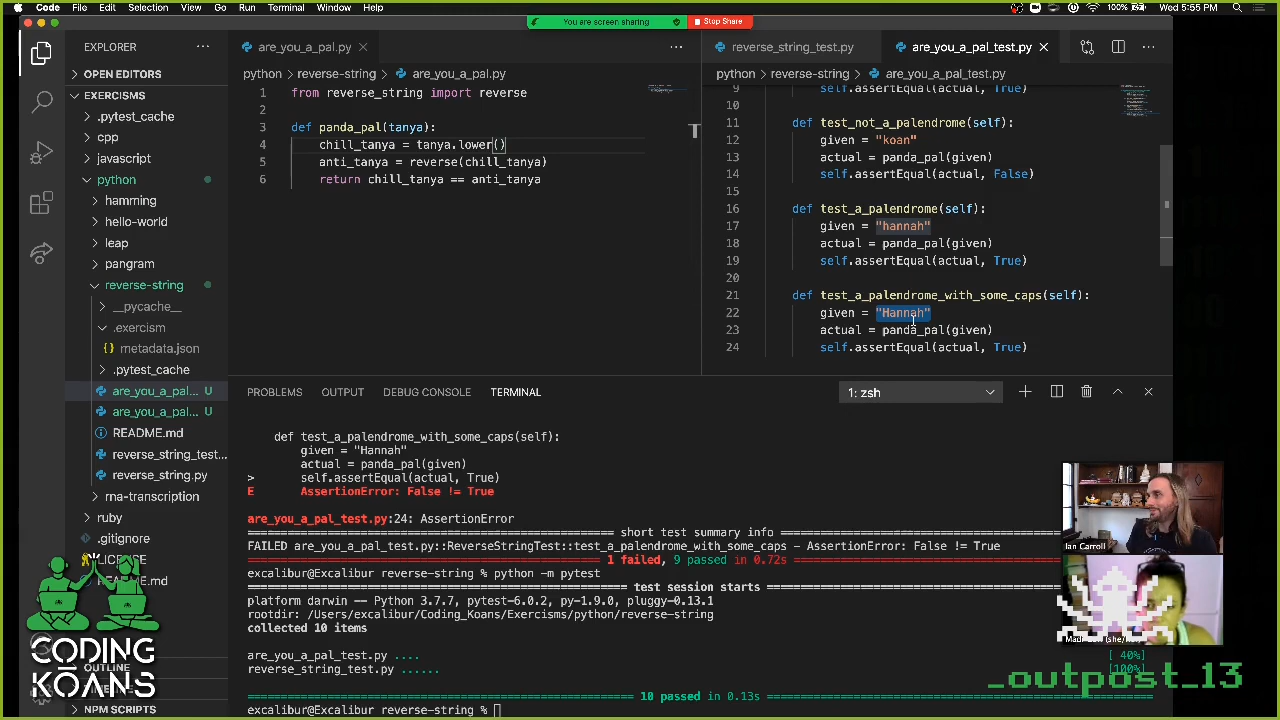 Code File Edit Selection View Go Run Terminal Window Help
100%
Wed 5:55 PM
You are screen sharing
Stop Share
EXPLORER
OPEN EDITORS
EXERCISMS
.pytest_cache
cpp
javascript
python
hamming
hello-world
leap
pangram
reverse-string
__pycache__
.exercism
{} metadata.json
.pytest_cache
are_you_a_pal... U
are_you_a_pal... U
README.md
reverse_string_test...
reverse_string.py
rna-transcription
ruby
.gitignore
OUTLINE
NPM SCRIPTS
are_you_a_pal.py
python > reverse-string > are_you_a_pal.py
1 from reverse_string import reverse
2
3 def panda_pal(tanya):
4 chill_tanya = tanya.lower()
5 anti_tanya = reverse(chill_tanya)
6 return chill_tanya == anti_tanya
reverse_string_test.py
are_you_a_pal_test.py
python > reverse-string > are_you_a_pal_test.py
9 self.assertEqual(actual, True)
10
11 def test_not_a_palendrome(self):
12 given = "koan"
13 actual = panda_pal(given)
14 self.assertEqual(actual, False)
15
16 def test_a_palendrome(self):
17 given = "hannah"
18 actual = panda_pal(given)
19 self.assertEqual(actual, True)
20
21 def test_a_palendrome_with_some_caps(self):
22 given = "Hannah"
23 actual = panda_pal(given)
24 self.assertEqual(actual, True)
PROBLEMS OUTPUT DEBUG CONSOLE TERMINAL
1: zsh
def test_a_palendrome_with_some_caps(self):
given = "Hannah"
actual = panda_pal(given)
> self.assertEqual(actual, True)
E AssertionError: False != True
are_you_a_pal_test.py:24: AssertionError
short test summary info
FAILED are_you_a_pal_test.py::ReverseStringTest::test_a_palendrome_with_some_caps - AssertionError: False != True
1 failed, 9 passed in 0.72s
excalibur@Excalibur reverse-string % python -m pytest
test session starts
platform darwin -- Python 3.7.7, pytest-6.0.2, py-1.9.0, pluggy-0.13.1
rootdir: /Users/excalibur/Coding_Koans/Exercisms/python/reverse-string
collected 10 items
are_you_a_pal_test.py .... [ 40%]
reverse_string_test.py ...... [100%]
10 passed in 0.13s
excalibur@Excalibur reverse-string %
Ian Carroll
CODING
KOANS
_outpost_13